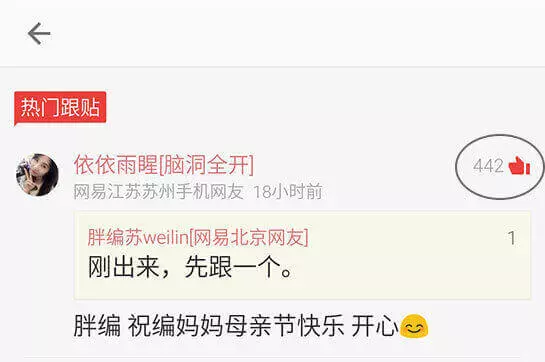 热门跟贴
依依雨暒[脑洞全开]
442
网易江苏苏州手机网友 18小时前
胖编苏weilin[网易北京网友]
1
刚出来，先跟一个。
胖编 祝编妈妈母亲节快乐 开心😊